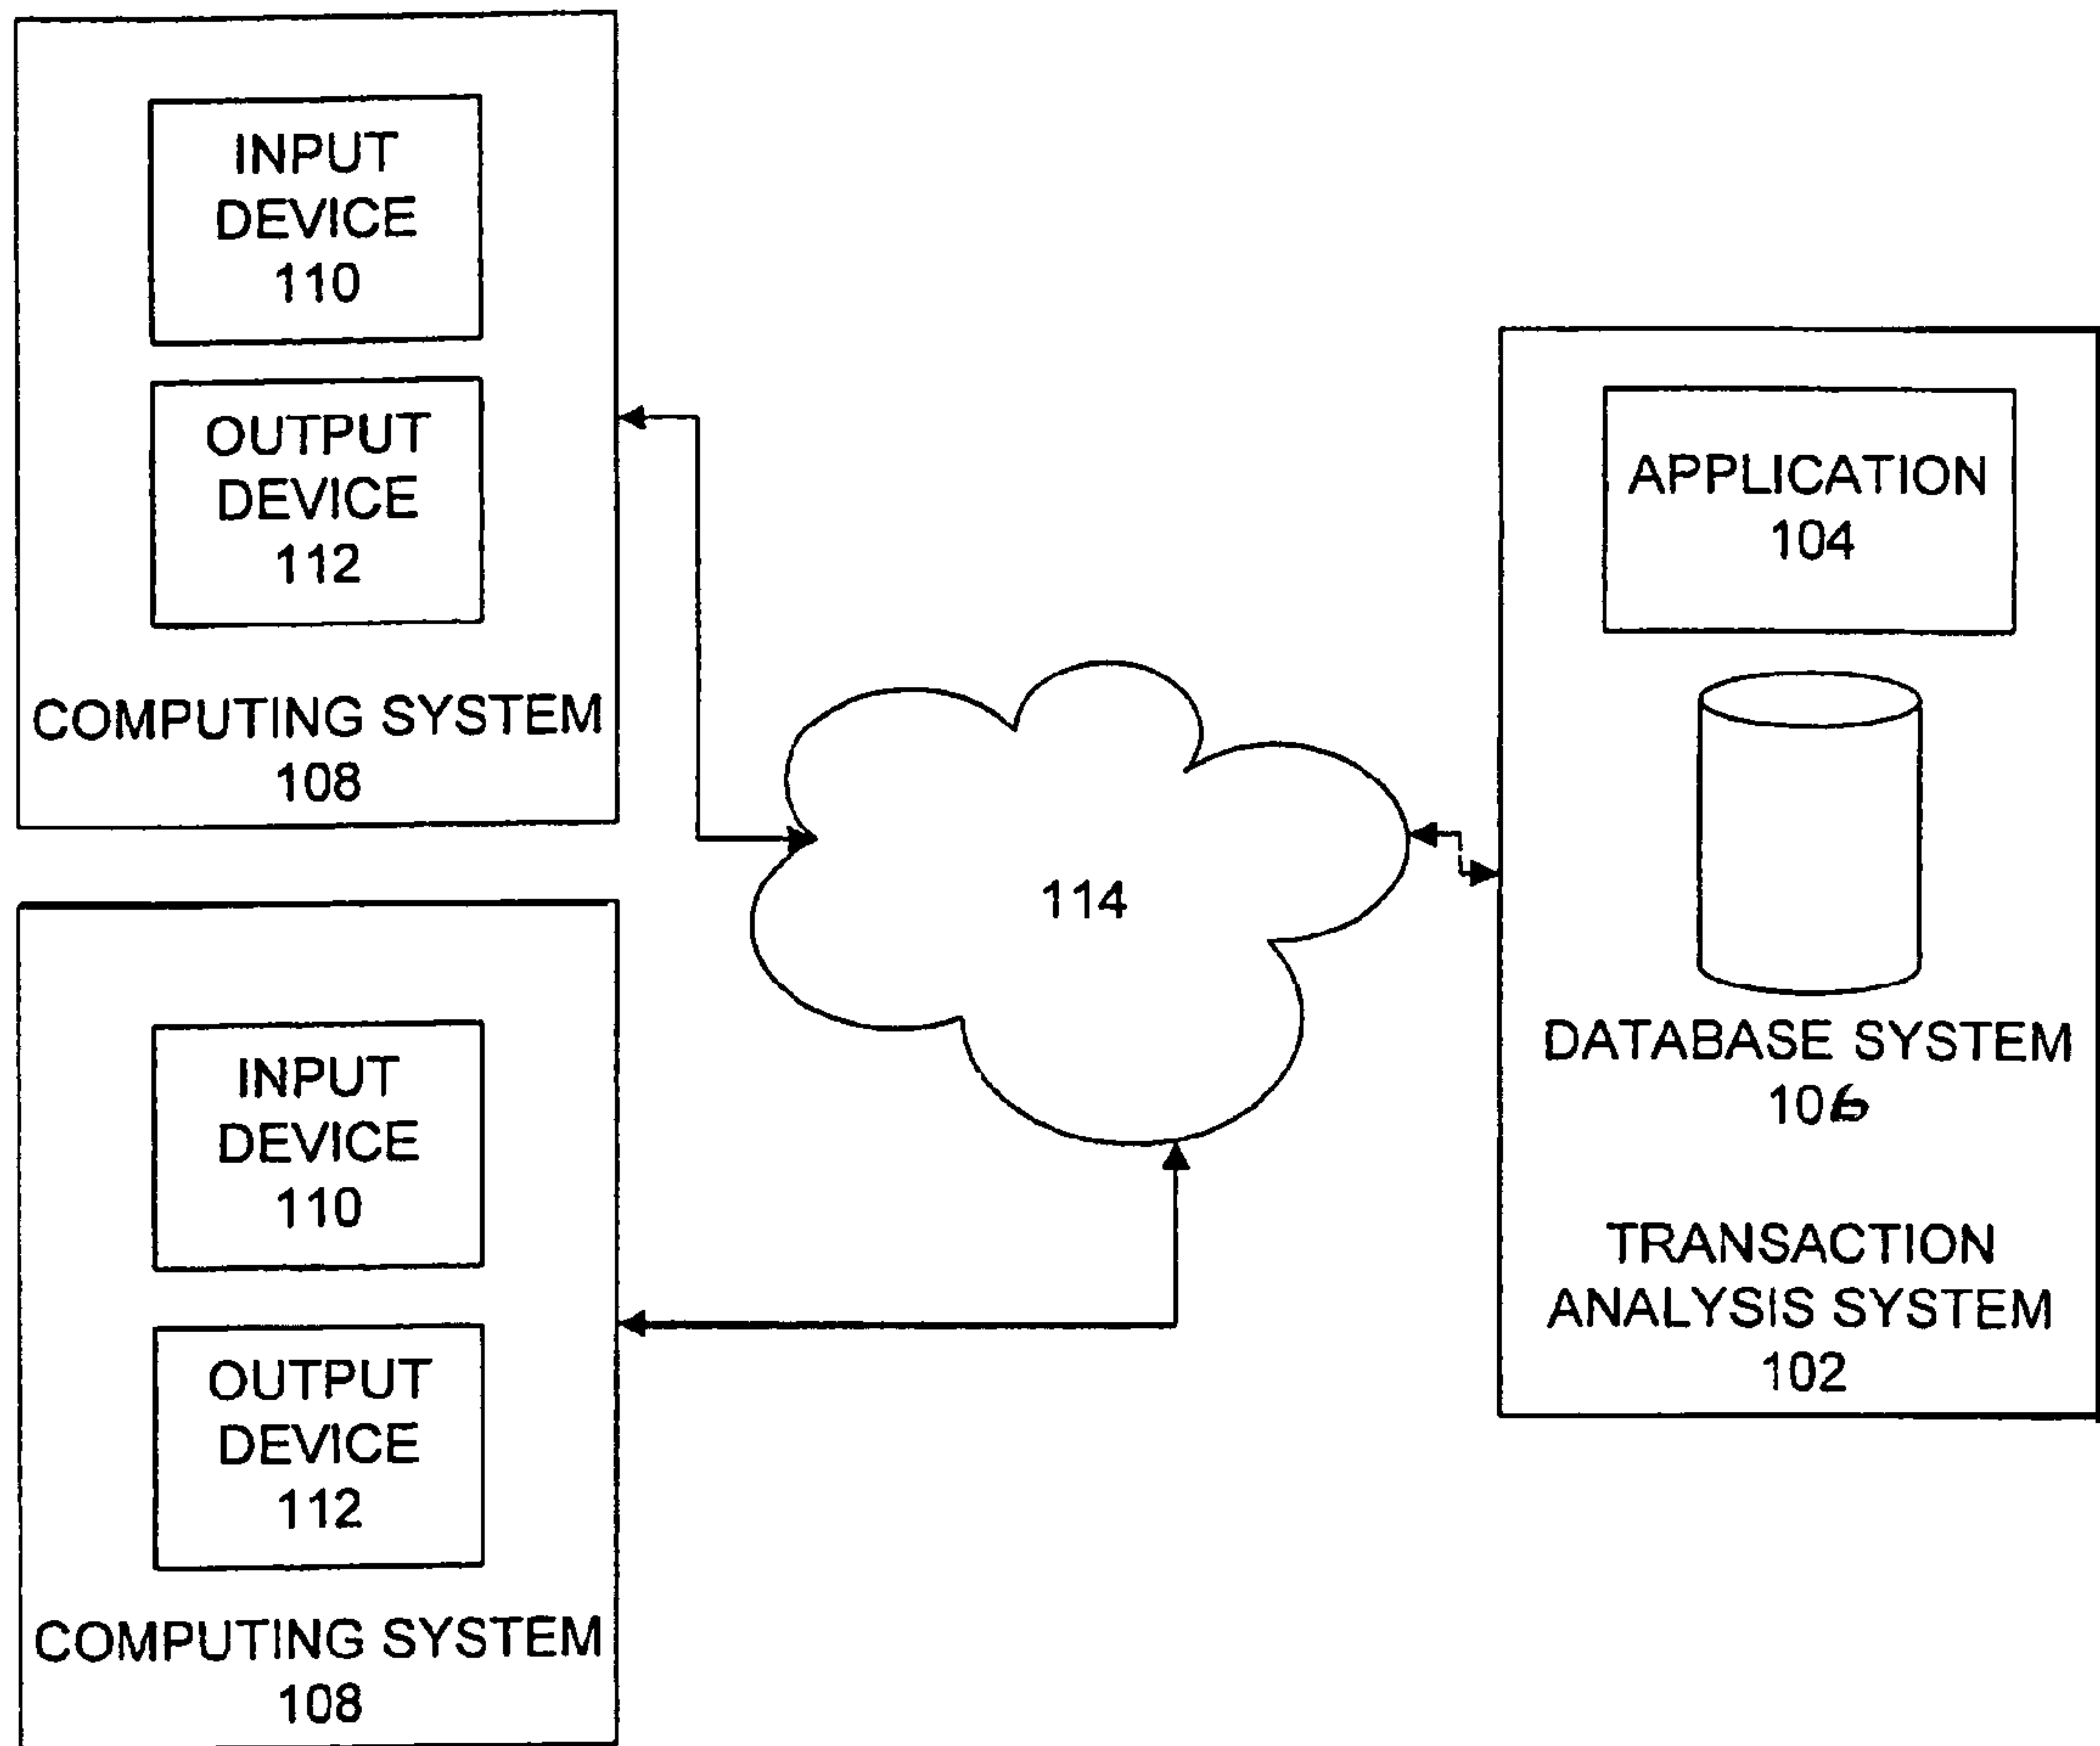 INPUT
DEVICE
110
OUTPUT
DEVICE
112
COMPUTING SYSTEM
108
INPUT
DEVICE
110
OUTPUT
DEVICE
112
COMPUTING SYSTEM
108
114
APPLICATION
104
DATABASE SYSTEM
106
TRANSACTION
ANALYSIS SYSTEM
102